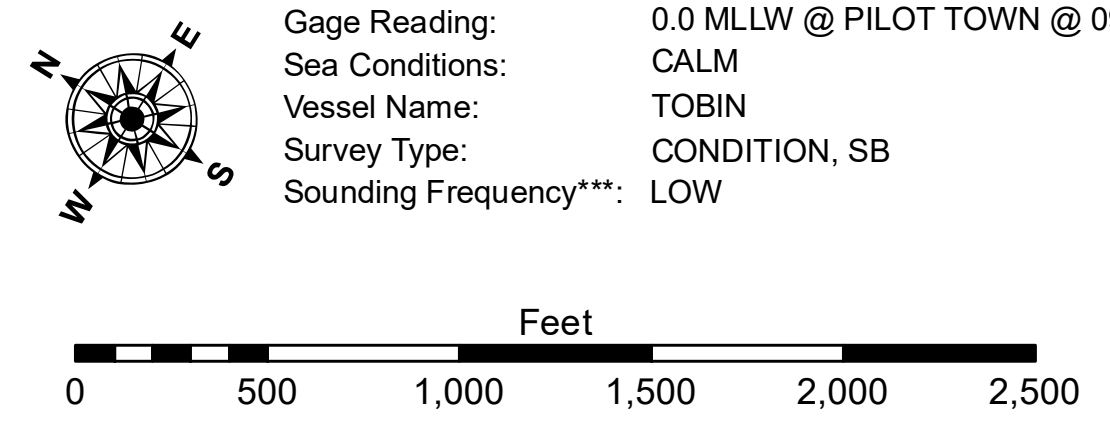 N
E
S
W
Gage Reading: 0.0 MLLW @ PILOT TOWN @
Sea Conditions: CALM
Vessel Name: TOBIN
Survey Type: CONDITION, SB
Sounding Frequency***: LOW
Feet
0 500 1,000 1,500 2,000 2,500